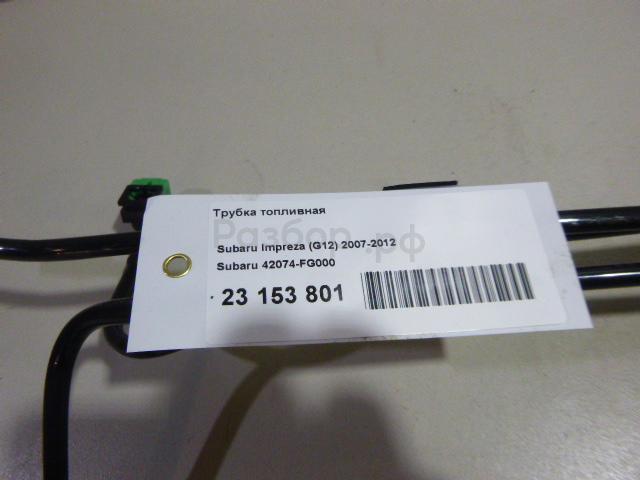 Трубка топливная
Разбор.рф
Subaru Impreza (G12) 2007-2012
Subaru 42074-FG000
23 153 801